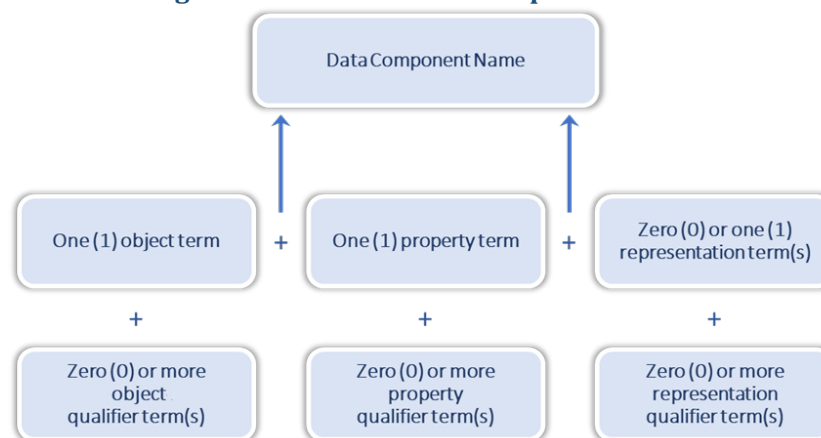 Data Component Name
One (1) object term
+
One (1) property term
+
Zero (0) or one (1)
representation term(s)
+
+
+
Zero (0) or more
object
qualifier term(s)
Zero (0) or more
property
qualifier term(s)
Zero (0) or more
representation
qualifier term(s)